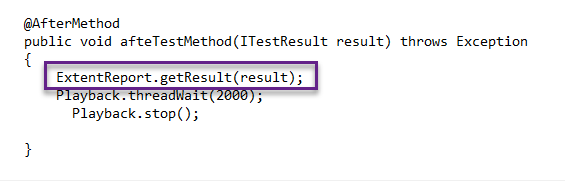 @AfterMethod
public void afteTestMethod(ITestResult result) throws Exception
{
ExtentReport.getResult(result);
Playback.threadWait(2000);
Playback.stop();
}